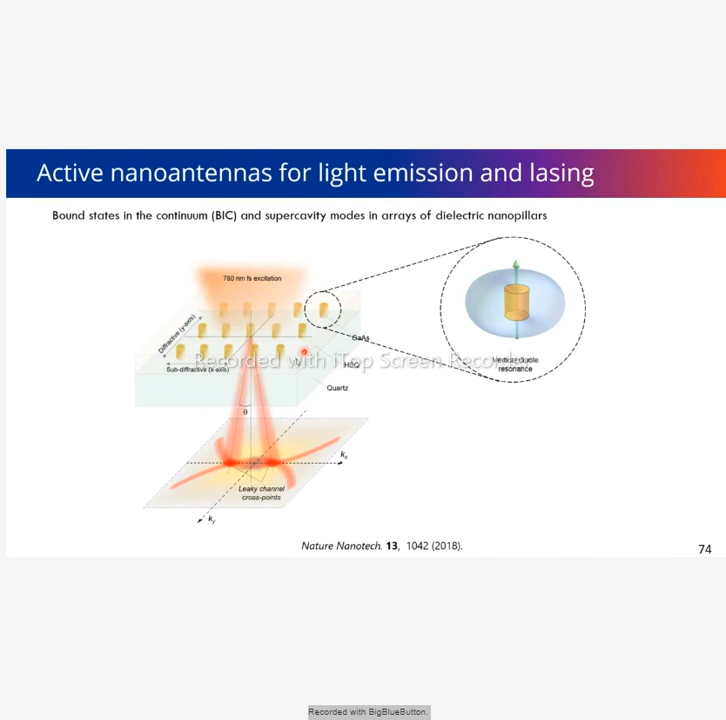 Active nanoantennas for light emission and lasing
Bound states in the continuum (BIC) and supercavity modes in arrays of dielectric nanopillars
780 nm fs excitation
Diffractive (y-axis)
GaAs
Recorded with iTop Screen Recorder
HSQ
Sub-diffractive (x-axis)
Vertical dipole
resonance
Quartz
θ
kx
Leaky channel
cross-points
ky
Nature Nanotech. 13, 1042 (2018).
74
Recorded with BigBlueButton.